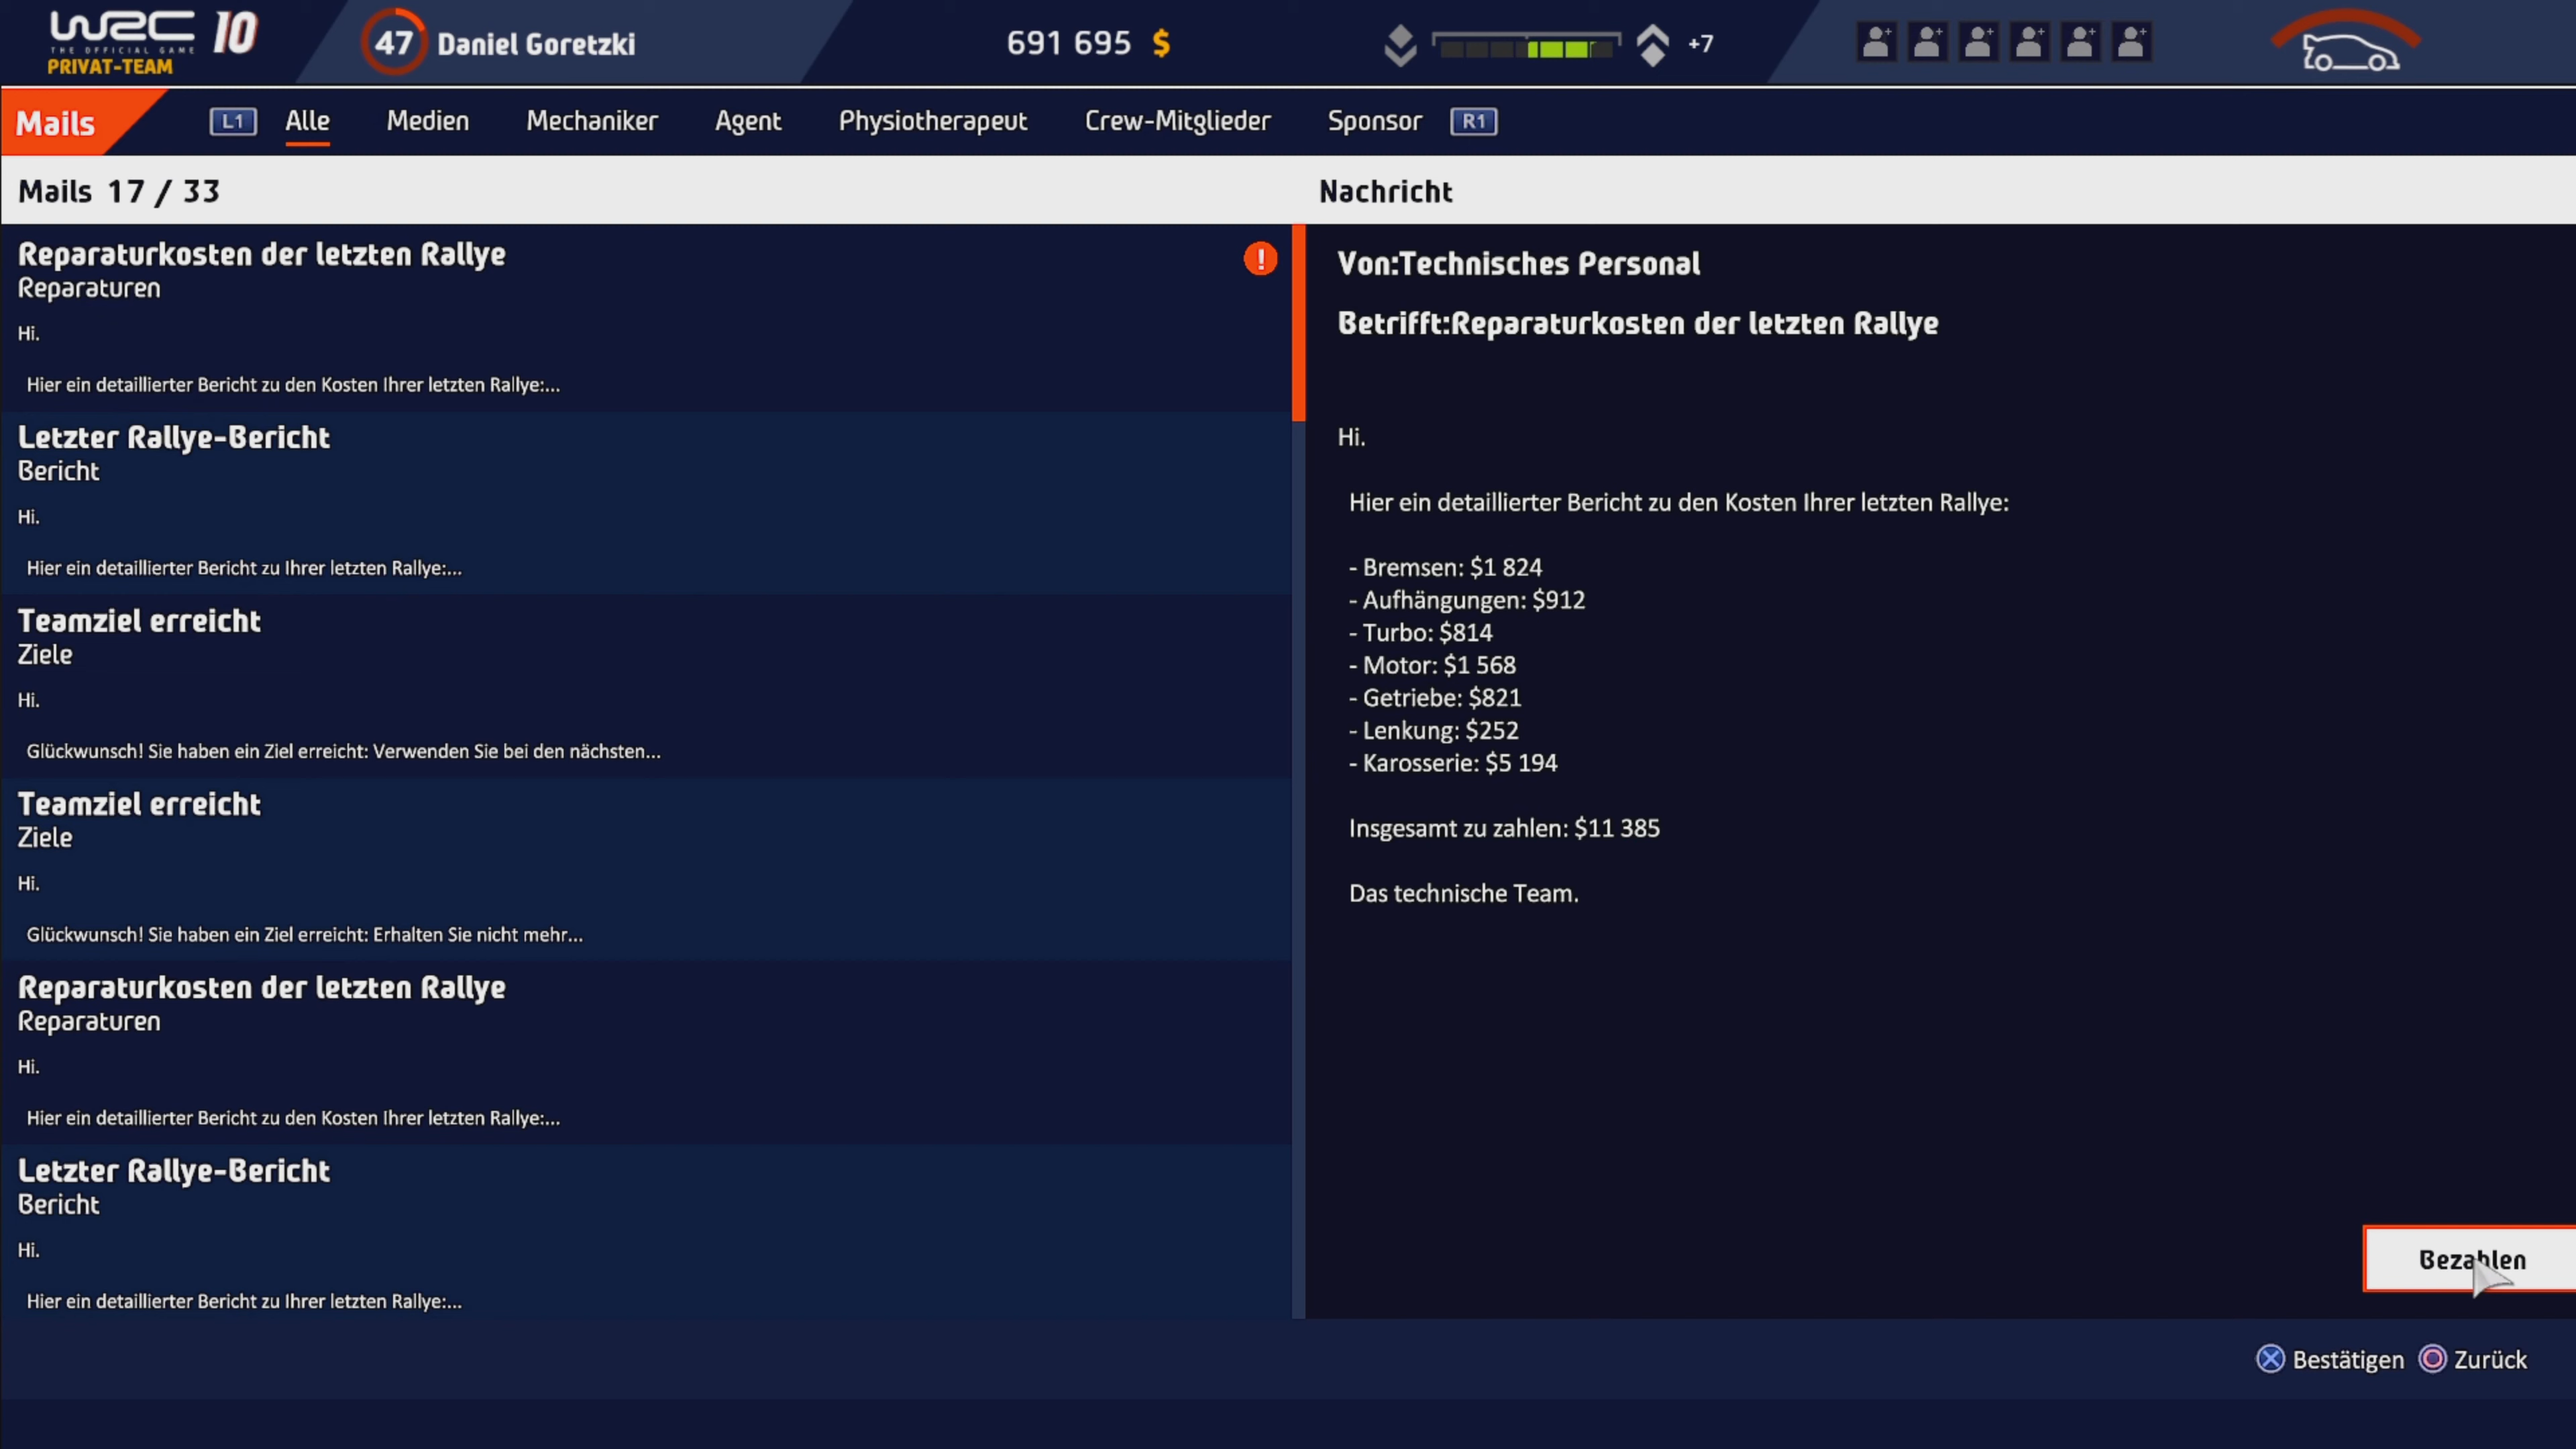 WRC 10
THE OFFICIAL GAME
PRIVAT-TEAM
47 Daniel Goretzki
691 695 $
+7
Mails
L1 Alle Medien Mechaniker Agent Physiotherapeut Crew-Mitglieder Sponsor R1
Mails 17 / 33
Reparaturkosten der letzten Rallye
Reparaturen
Hi.
Hier ein detaillierter Bericht zu den Kosten Ihrer letzten Rallye:...
Letzter Rallye-Bericht
Bericht
Hi.
Hier ein detaillierter Bericht zu Ihrer letzten Rallye:...
Teamziel erreicht
Ziele
Hi.
Glückwunsch! Sie haben ein Ziel erreicht: Verwenden Sie bei den nächsten...
Teamziel erreicht
Ziele
Hi.
Glückwunsch! Sie haben ein Ziel erreicht: Erhalten Sie nicht mehr...
Reparaturkosten der letzten Rallye
Reparaturen
Hi.
Hier ein detaillierter Bericht zu den Kosten Ihrer letzten Rallye:...
Letzter Rallye-Bericht
Bericht
Hi.
Hier ein detaillierter Bericht zu Ihrer letzten Rallye:...
Nachricht
Von:Technisches Personal
Betrifft:Reparaturkosten der letzten Rallye
Hi.
Hier ein detaillierter Bericht zu den Kosten Ihrer letzten Rallye:
- Bremsen: $1 824
- Aufhängungen: $912
- Turbo: $814
- Motor: $1 568
- Getriebe: $821
- Lenkung: $252
- Karosserie: $5 194
Insgesamt zu zahlen: $11 385
Das technische Team.
Bezahlen
Bestätigen Zurück